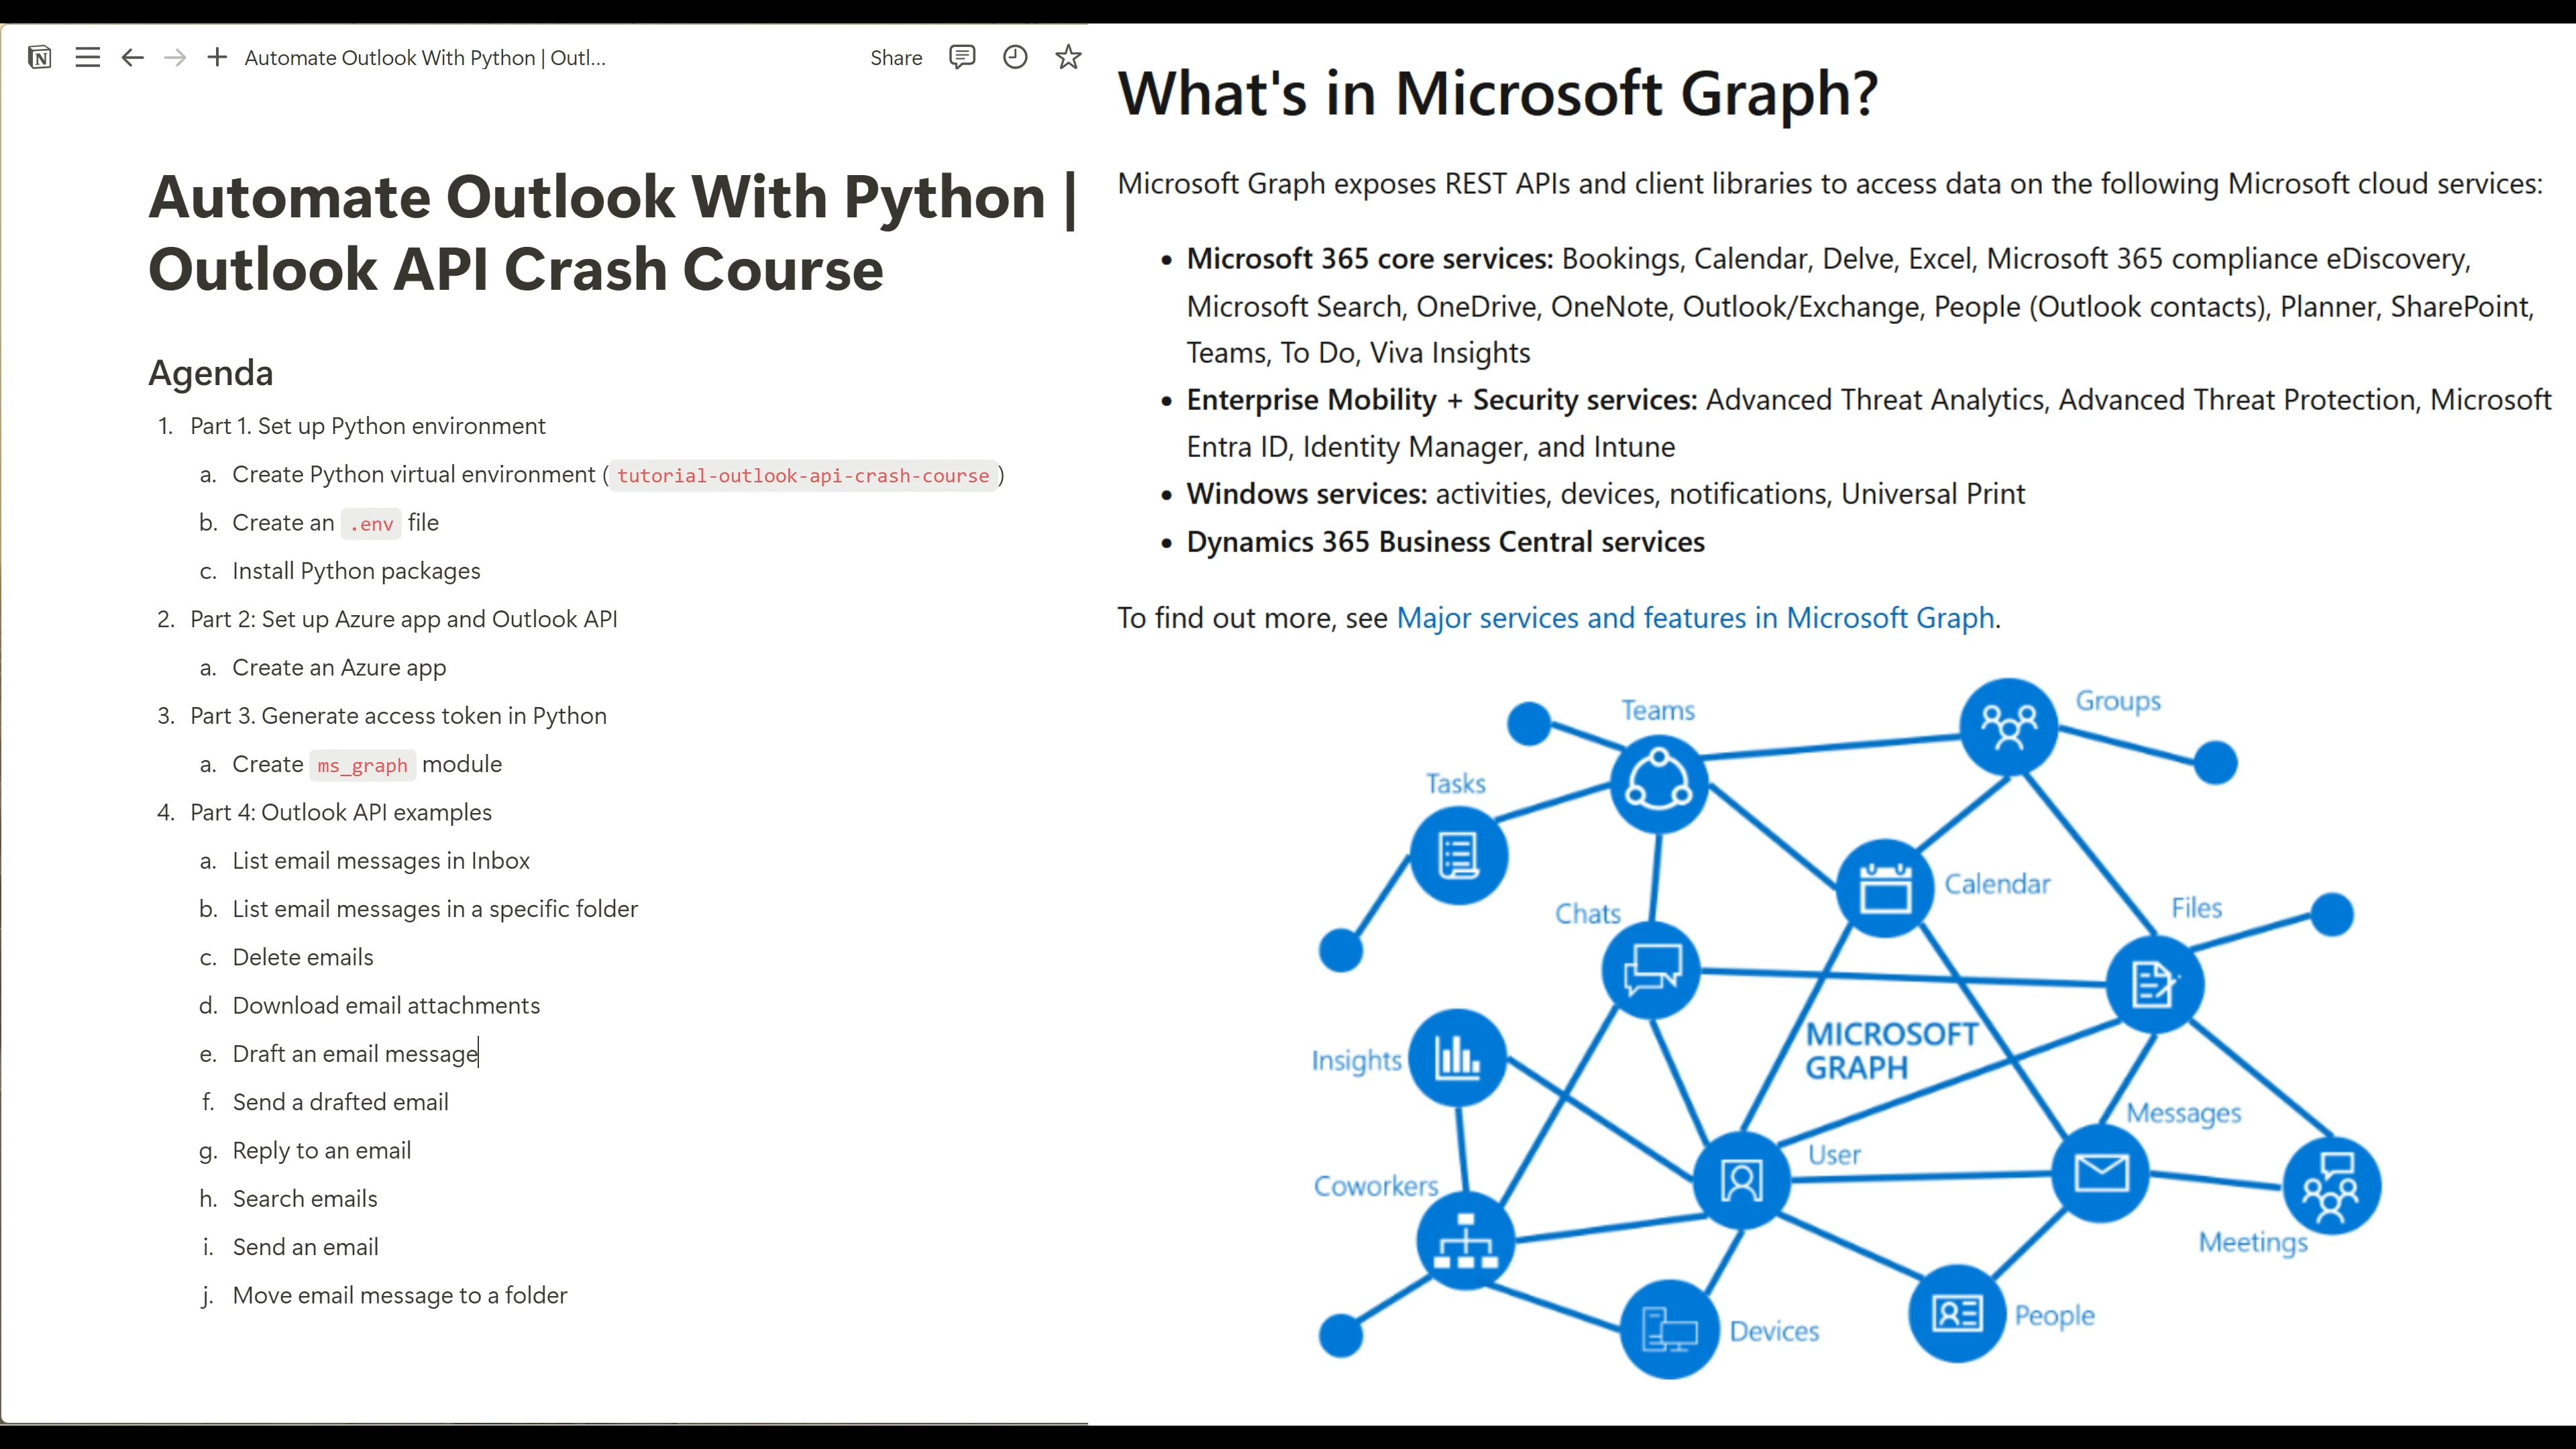 Automate Outlook With Python | Outl...
Share
Automate Outlook With Python |
Outlook API Crash Course
Agenda
1. Part 1. Set up Python environment
a. Create Python virtual environment ( tutorial-outlook-api-crash-course )
b. Create an .env file
c. Install Python packages
2. Part 2: Set up Azure app and Outlook API
a. Create an Azure app
3. Part 3. Generate access token in Python
a. Create ms_graph module
4. Part 4: Outlook API examples
a. List email messages in Inbox
b. List email messages in a specific folder
c. Delete emails
d. Download email attachments
e. Draft an email message
f. Send a drafted email
g. Reply to an email
h. Search emails
i. Send an email
j. Move email message to a folder
What's in Microsoft Graph?
Microsoft Graph exposes REST APIs and client libraries to access data on the following Microsoft cloud services:
• Microsoft 365 core services: Bookings, Calendar, Delve, Excel, Microsoft 365 compliance eDiscovery,
Microsoft Search, OneDrive, OneNote, Outlook/Exchange, People (Outlook contacts), Planner, SharePoint,
Teams, To Do, Viva Insights
• Enterprise Mobility + Security services: Advanced Threat Analytics, Advanced Threat Protection, Microsoft
Entra ID, Identity Manager, and Intune
• Windows services: activities, devices, notifications, Universal Print
• Dynamics 365 Business Central services
To find out more, see Major services and features in Microsoft Graph.
Teams
Groups
Tasks
Calendar
Chats
Files
MICROSOFT
GRAPH
Insights
Messages
User
Coworkers
Meetings
People
Devices